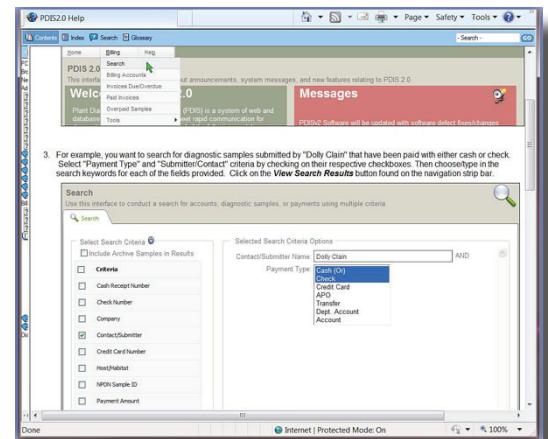 PDIS2.0 Help
Page Safety Tools
Contents Index Search Glossary - Search - GO
Home Billing Help
Search
Billing Accounts
Invoices Due/Overdue
Paid Invoices
Overpaid Samples
Tools
PDIS 2.0
This interfa out announcements, system messages, and new features relating to PDIS 2.0
Welc .0
Messages
Plant Dia (PDIS) is a system of web and
database eet rapid communication for
PDISv2 Software will be updated with software defect fixes/changes
3. For example, you want to search for diagnostic samples submitted by "Dolly Clain" that have been paid with either cash or check.
Select "Payment Type" and "Submitter/Contact" criteria by checking on their respective checkboxes. Then choose/type in the
search keywords for each of the fields provided. Click on the View Search Results button found on the navigation strip bar.
Search
Use this interface to conduct a search for accounts, diagnostic samples, or payments using multiple criteria.
Search
Select Search Criteria
Include Archive Samples in Results
Criteria
Cash Receipt Number
Check Number
Company
Contact/Submitter
Credit Card Number
Host/Habitat
NPDN Sample ID
Payment Amount
Selected Search Criteria Options
Contact/Submitter Name Dolly Clain AND
Payment Type Cash (Or)
Check
Credit Card
APO
Transfer
Dept. Account
Account
Done Internet | Protected Mode: On 100%